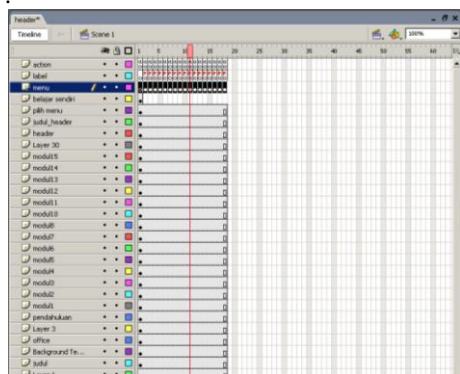 header*
Timeline Scene 1 100%
1 5 10 15 20 25 30 35 40 45 50 55 60
action
label
menu
belajar sendiri
pilih menu
judul_header
header
Layer 30
modul15
modul14
modul13
modul12
modul11
modul10
modul8
modul7
modul6
modul5
modul4
modul3
modul2
modul1
pendahuluan
Layer 3
office
Background Te...
judul